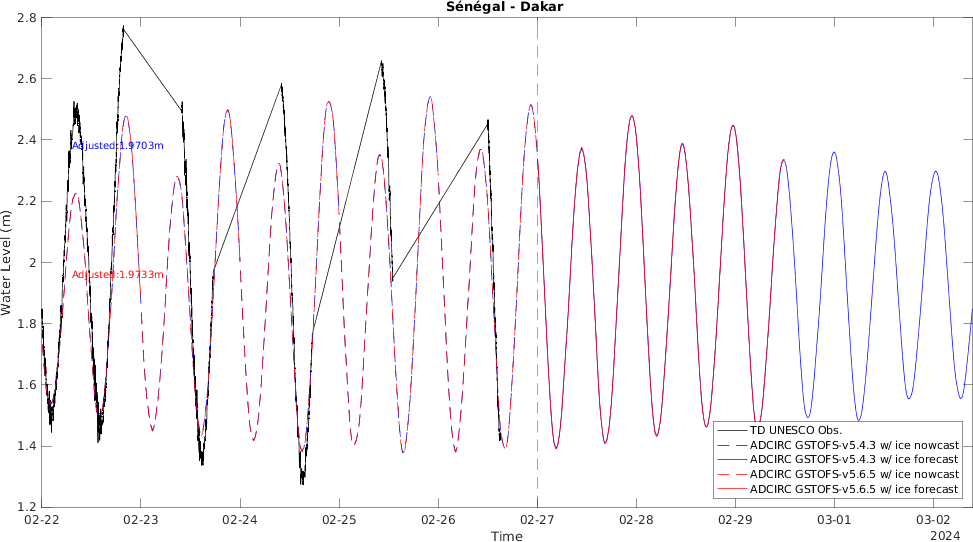 Sénégal - Dakar
2.8
2.6
2.4
2.2
2
1.8
1.6
1.4
1.2
Water Level (m)
Adjusted:1.9703m
Adjusted:1.9733m
TD UNESCO Obs.
ADCIRC GSTOFS-v5.4.3 w/ ice nowcast
ADCIRC GSTOFS-v5.4.3 w/ ice forecast
ADCIRC GSTOFS-v5.6.5 w/ ice nowcast
ADCIRC GSTOFS-v5.6.5 w/ ice forecast
02-22 02-23 02-24 02-25 02-26 02-27 02-28 02-29 03-01 03-02
Time
2024